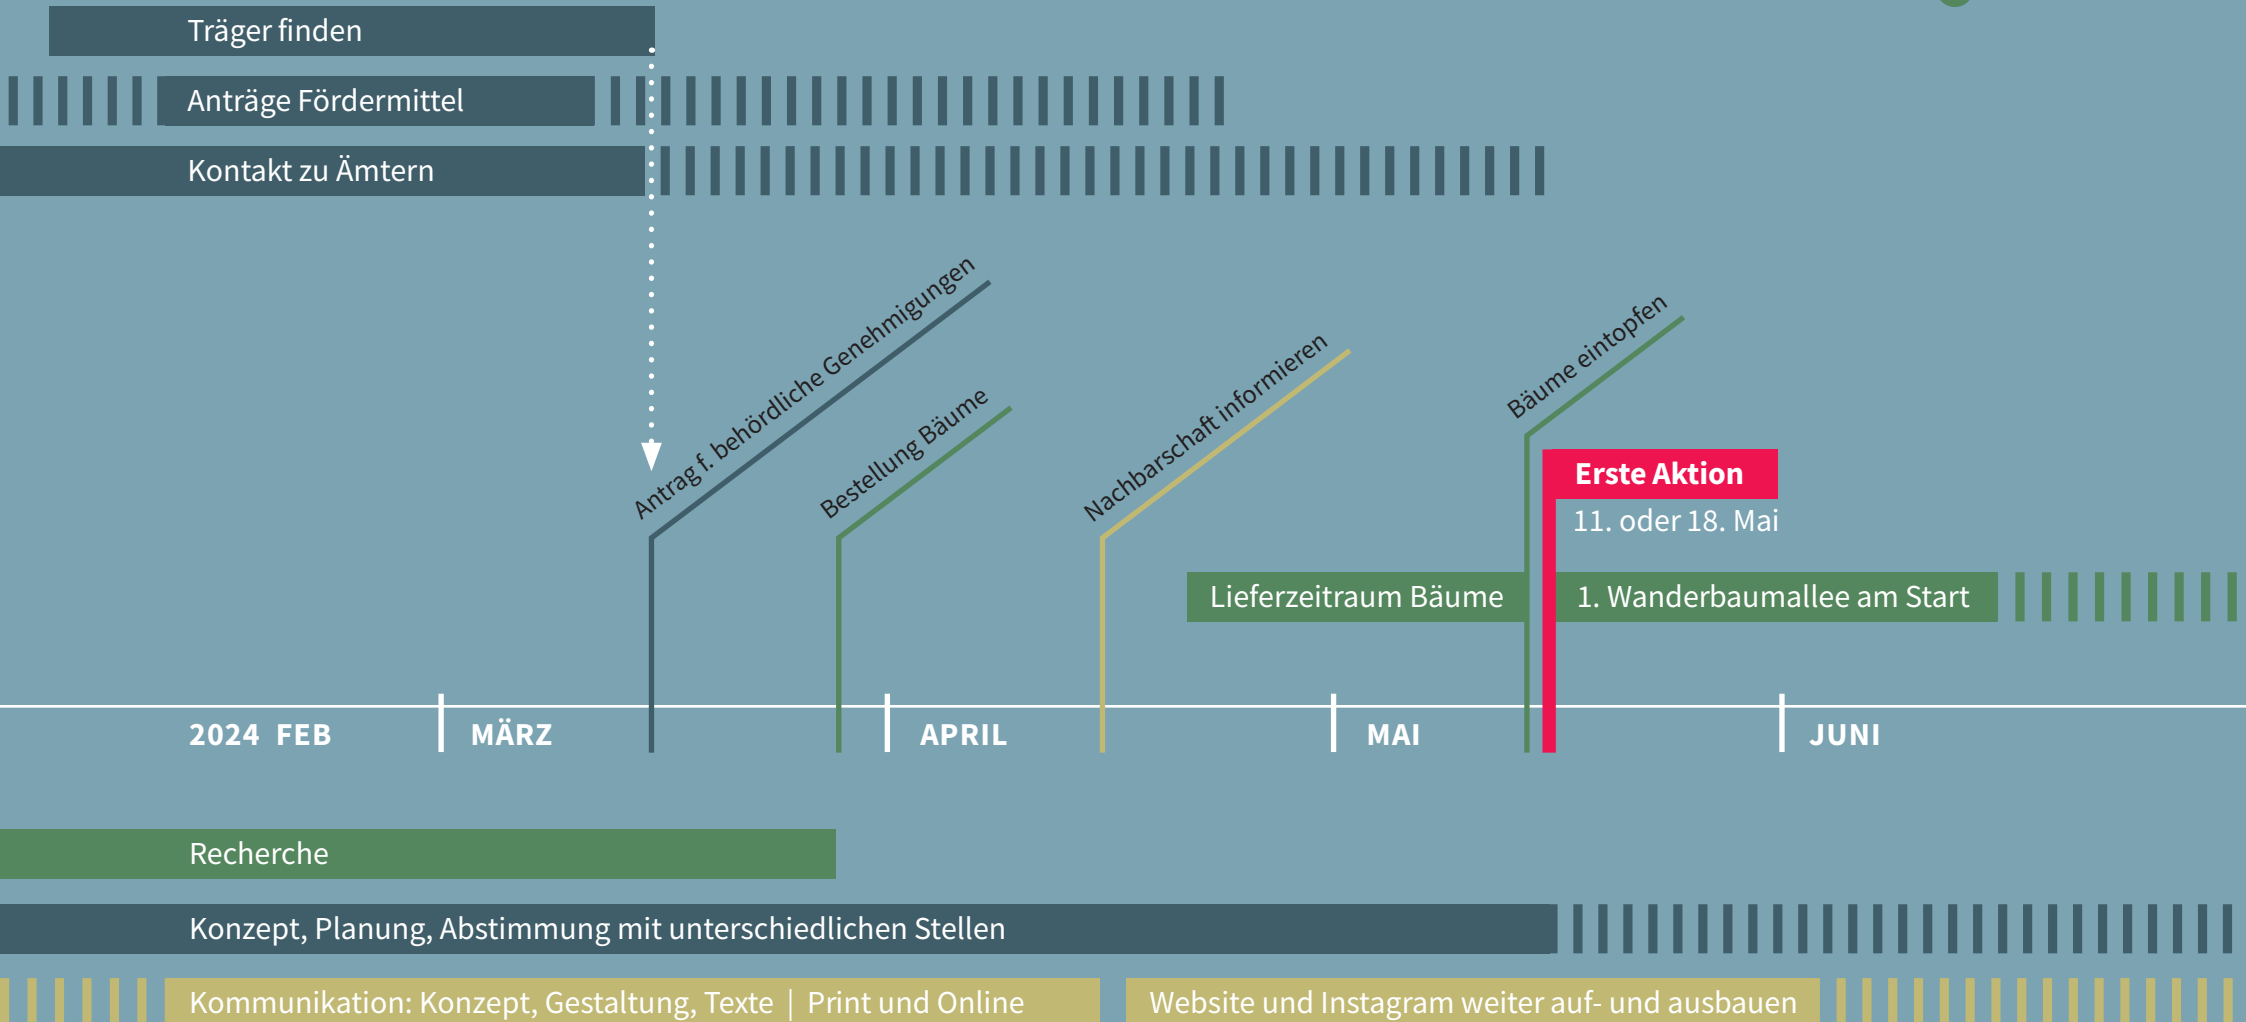 Träger finden
Anträge Fördermittel
Kontakt zu Ämtern
Antrag f. behördliche Genehmigungen
Bestellung Bäume
Nachbarschaft informieren
Bäume eintopfen
Erste Aktion
11. oder 18. Mai
Lieferzeitraum Bäume
1. Wanderbaumallee am Start
2024 FEB
MÄRZ
APRIL
MAI
JUNI
Recherche
Konzept, Planung, Abstimmung mit unterschiedlichen Stellen
Kommunikation: Konzept, Gestaltung, Texte | Print und Online
Website und Instagram weiter auf- und ausbauen